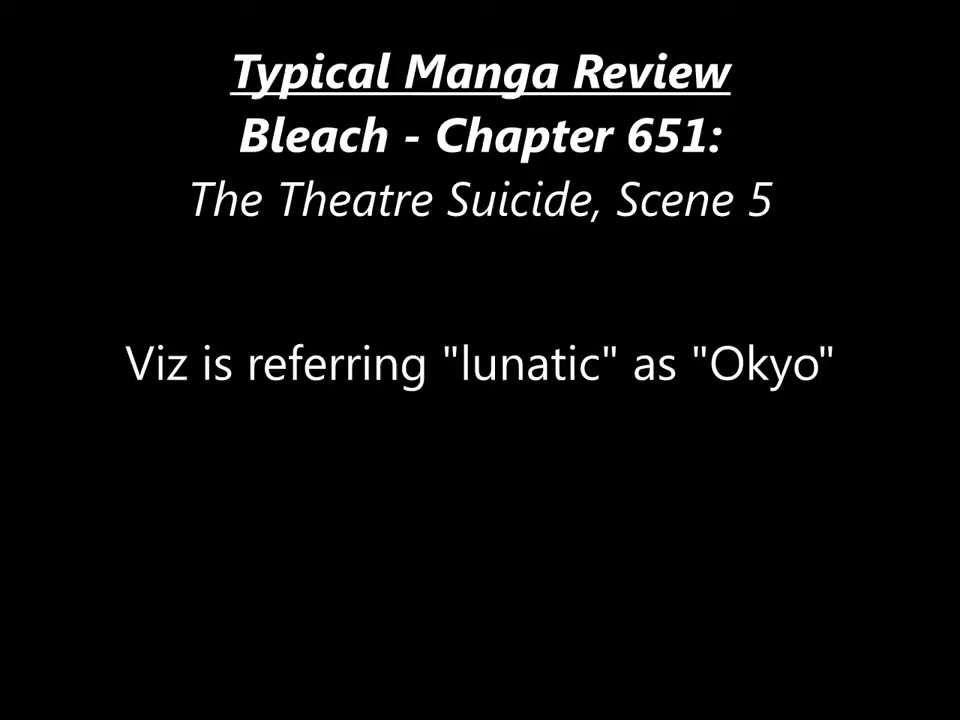 Typical Manga Review
Bleach - Chapter 651:
The Theatre Suicide, Scene 5
Viz is referring "lunatic" as "Okyo"